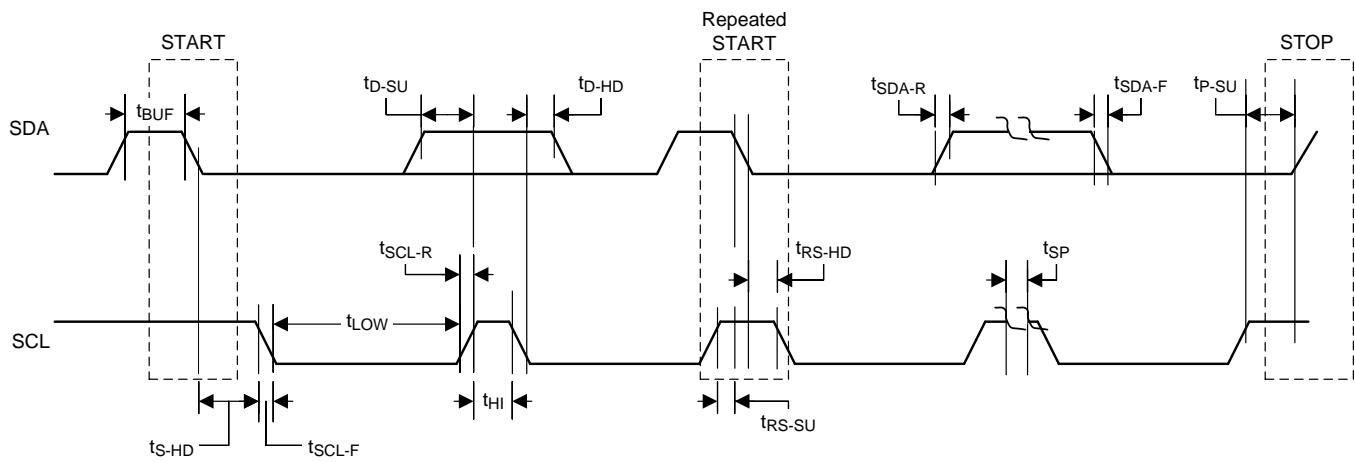 START
Repeated
START
STOP
tD-SU
tD-HD
tSDA-R
tSDA-F
tP-SU
tBUF
SDA
tSCL-R
tRS-HD
tSP
tLOW
SCL
tHI
tRS-SU
tS-HD
tSCL-F